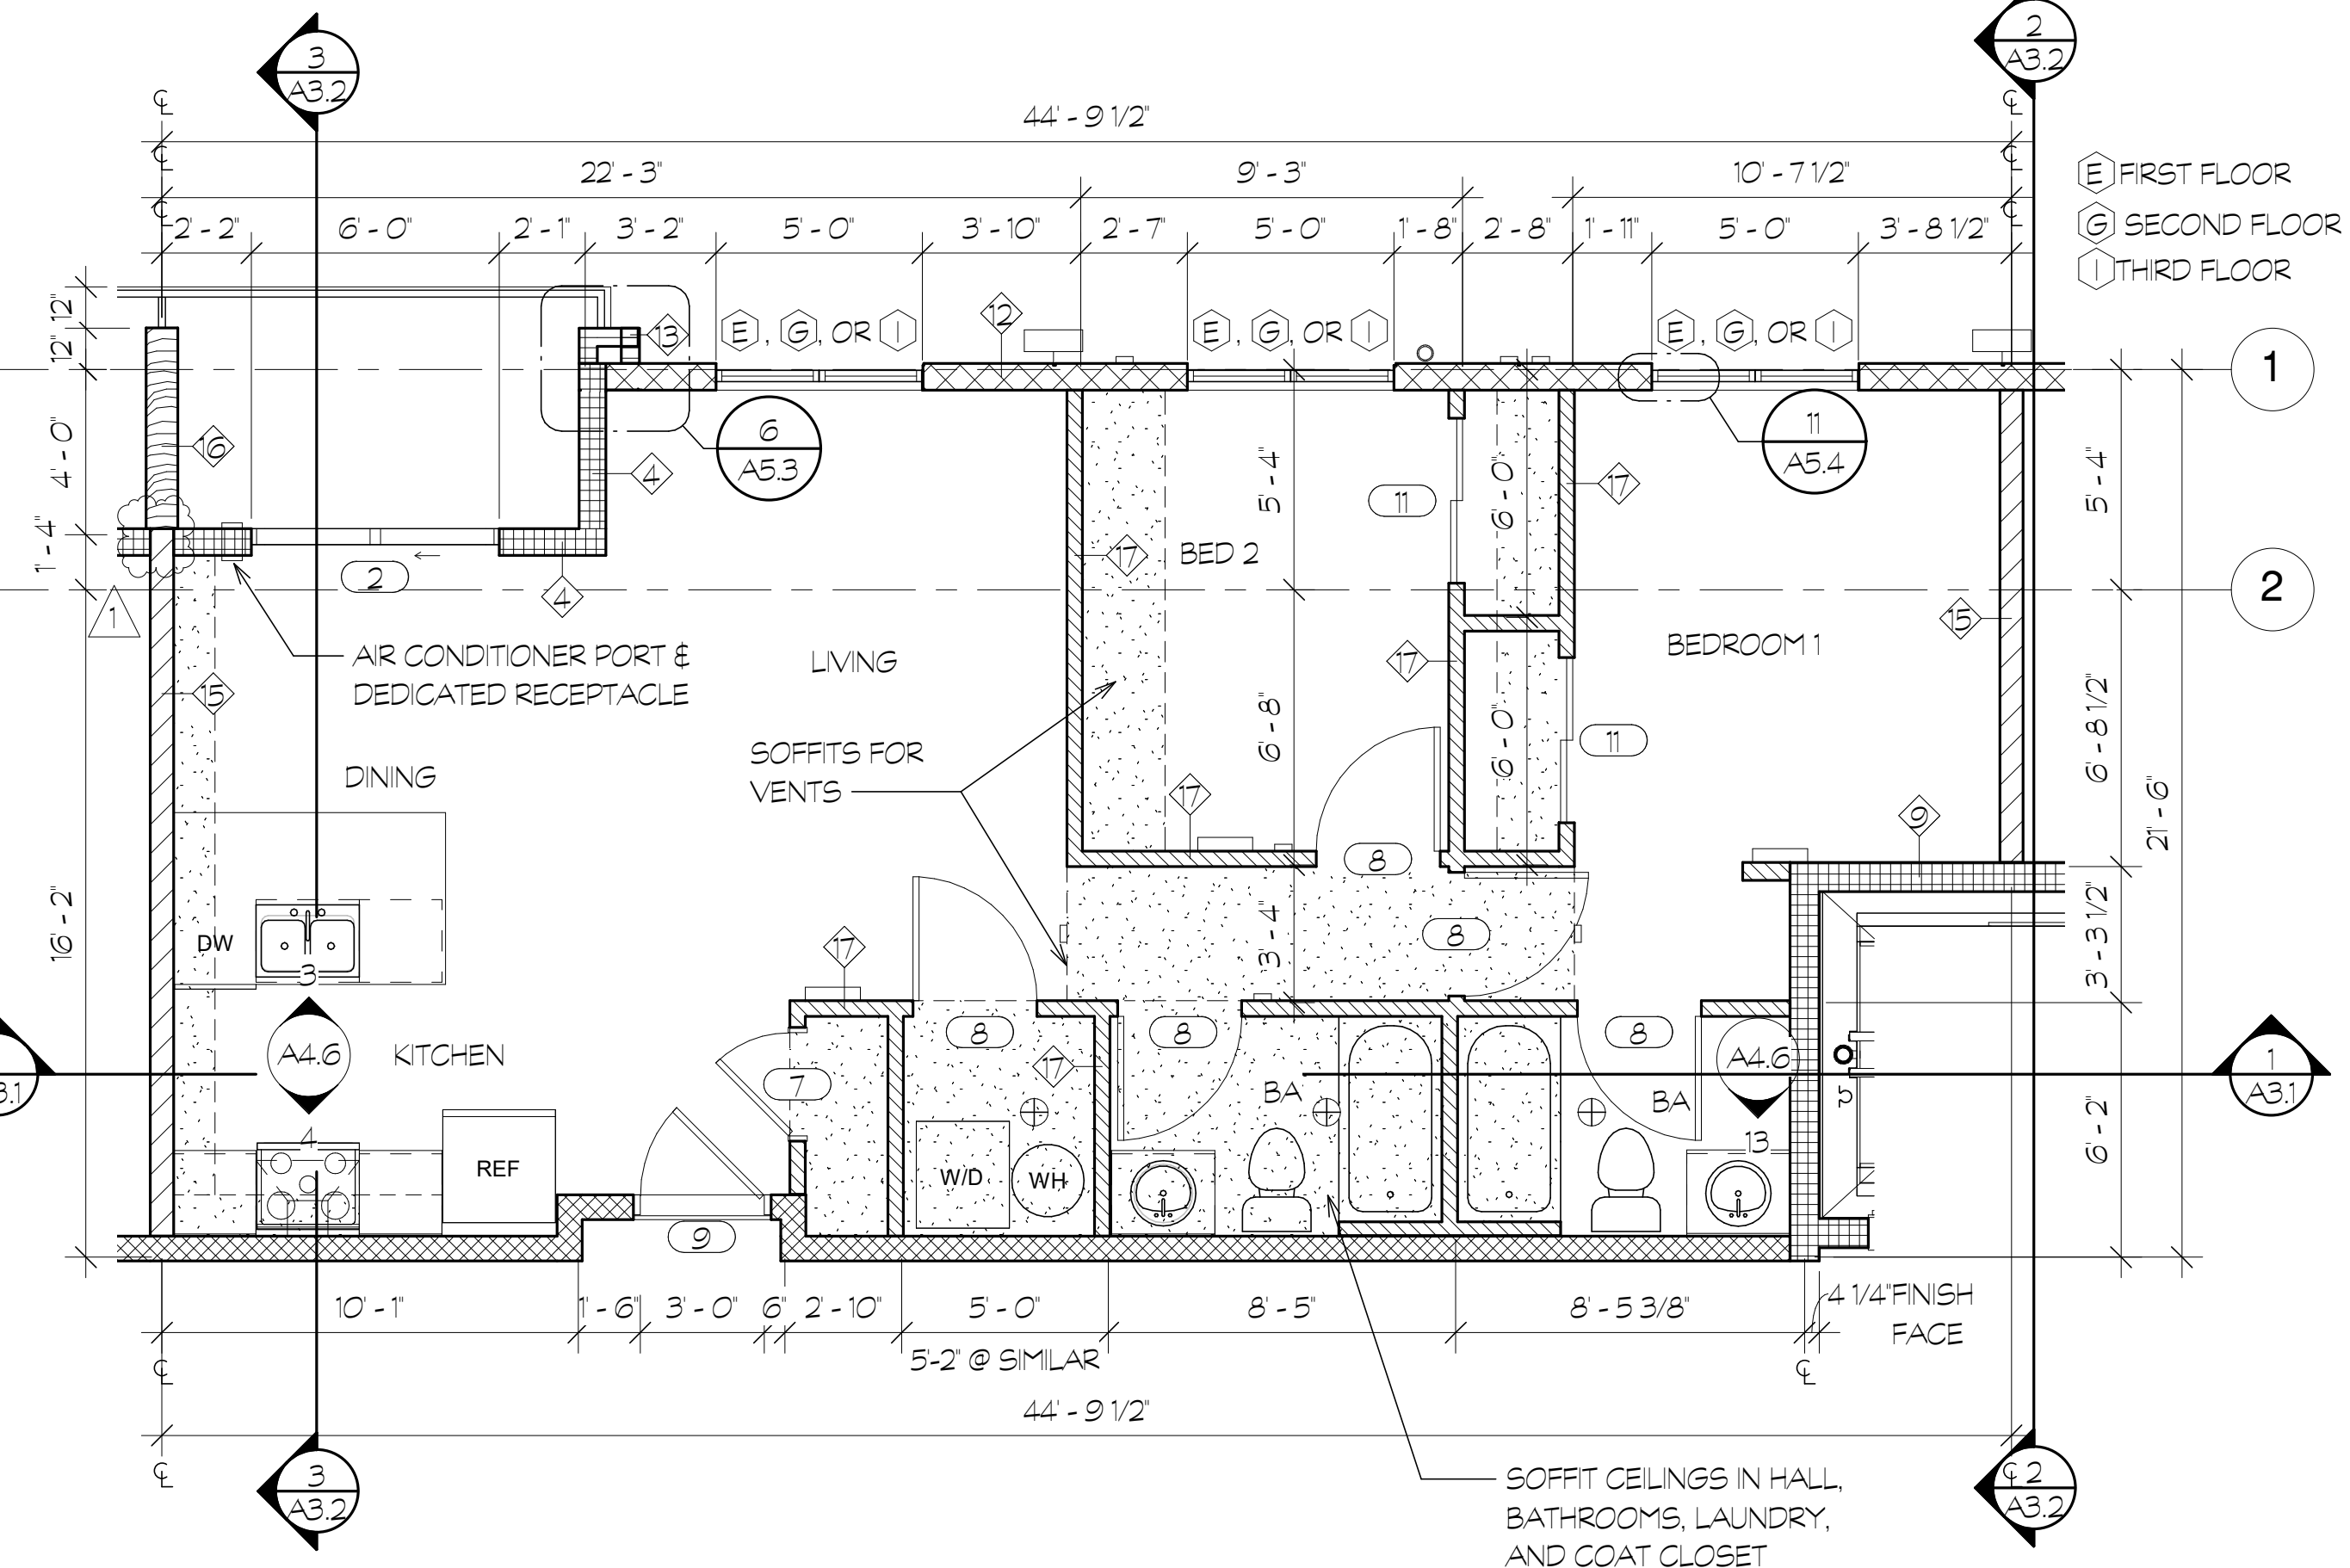 3
A3.2
2
A3.2
℄
℄
44' - 9 1/2"
℄
℄
22' - 3"
9' - 3"
10' - 7 1/2"
E FIRST FLOOR
℄
℄
2' - 2"
6' - 0"
2' - 1"
3' - 2"
5' - 0"
3' - 10"
2' - 7"
5' - 0"
1' - 8"
2' - 8"
1' - 11"
5' - 0"
3' - 8 1/2"
G SECOND FLOOR
I THIRD FLOOR
12"
12"
13
E, G, OR I
12
E, G, OR I
E, G, OR I
1
4' - 0"
16
4
6
A5.3
5' - 4"
11
6' - 0"
17
11
A5.4
5' - 4"
1' - 4"
2
4
17
BED 2
2
1
AIR CONDITIONER PORT &
DEDICATED RECEPTACLE
15
LIVING
17
BEDROOM 1
15
SOFFITS FOR
VENTS
6' - 8"
6' - 0"
11
6' - 8 1/2"
21' - 6"
DINING
17
9
8
16' - 2"
DW
3
17
3' - 4"
8
3' - 3 1/2"
A4.6
KITCHEN
8
8
8
A4.6
3.1
7
17
BA
BA
5
1
A3.1
4
REF
W/D
WH
13
6' - 2"
9
10' - 1"
1' - 6"
3' - 0"
6"
2' - 10"
5' - 0"
8' - 5"
8' - 5 3/8"
4 1/4" FINISH
FACE
5'-2" @ SIMILAR
℄
℄
44' - 9 1/2"
℄
℄
3
A3.2
2
A3.2
SOFFIT CEILINGS IN HALL,
BATHROOMS, LAUNDRY,
AND COAT CLOSET